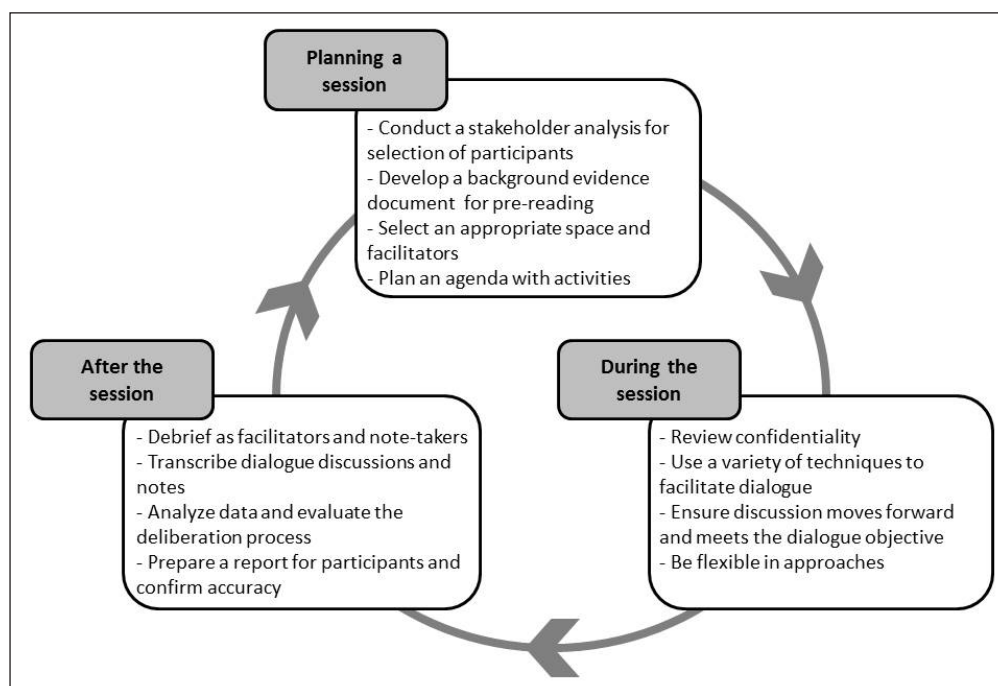 Planning a
session
- Conduct a stakeholder analysis for
selection of participants
- Develop a background evidence
document for pre-reading
- Select an appropriate space and
facilitators
- Plan an agenda with activities
During the
session
- Review confidentiality
- Use a variety of techniques to
facilitate dialogue
- Ensure discussion moves forward
and meets the dialogue objective
- Be flexible in approaches
After the
session
- Debrief as facilitators and note-takers
- Transcribe dialogue discussions and
notes
- Analyze data and evaluate the
deliberation process
- Prepare a report for participants and
confirm accuracy